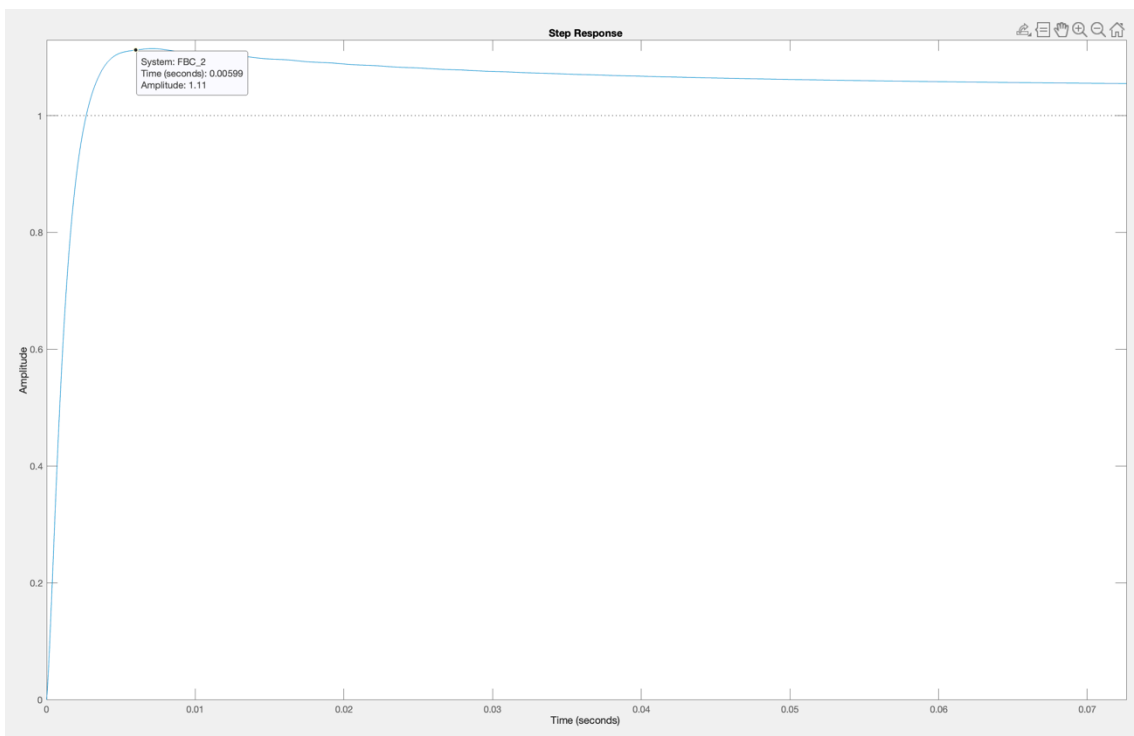 Step Response
System: FBC_2
Time (seconds): 0.00599
Amplitude: 1.11
1
0.8
0.6
0.4
0.2
0
Amplitude
0 0.01 0.02 0.03 0.04 0.05 0.06 0.07
Time (seconds)